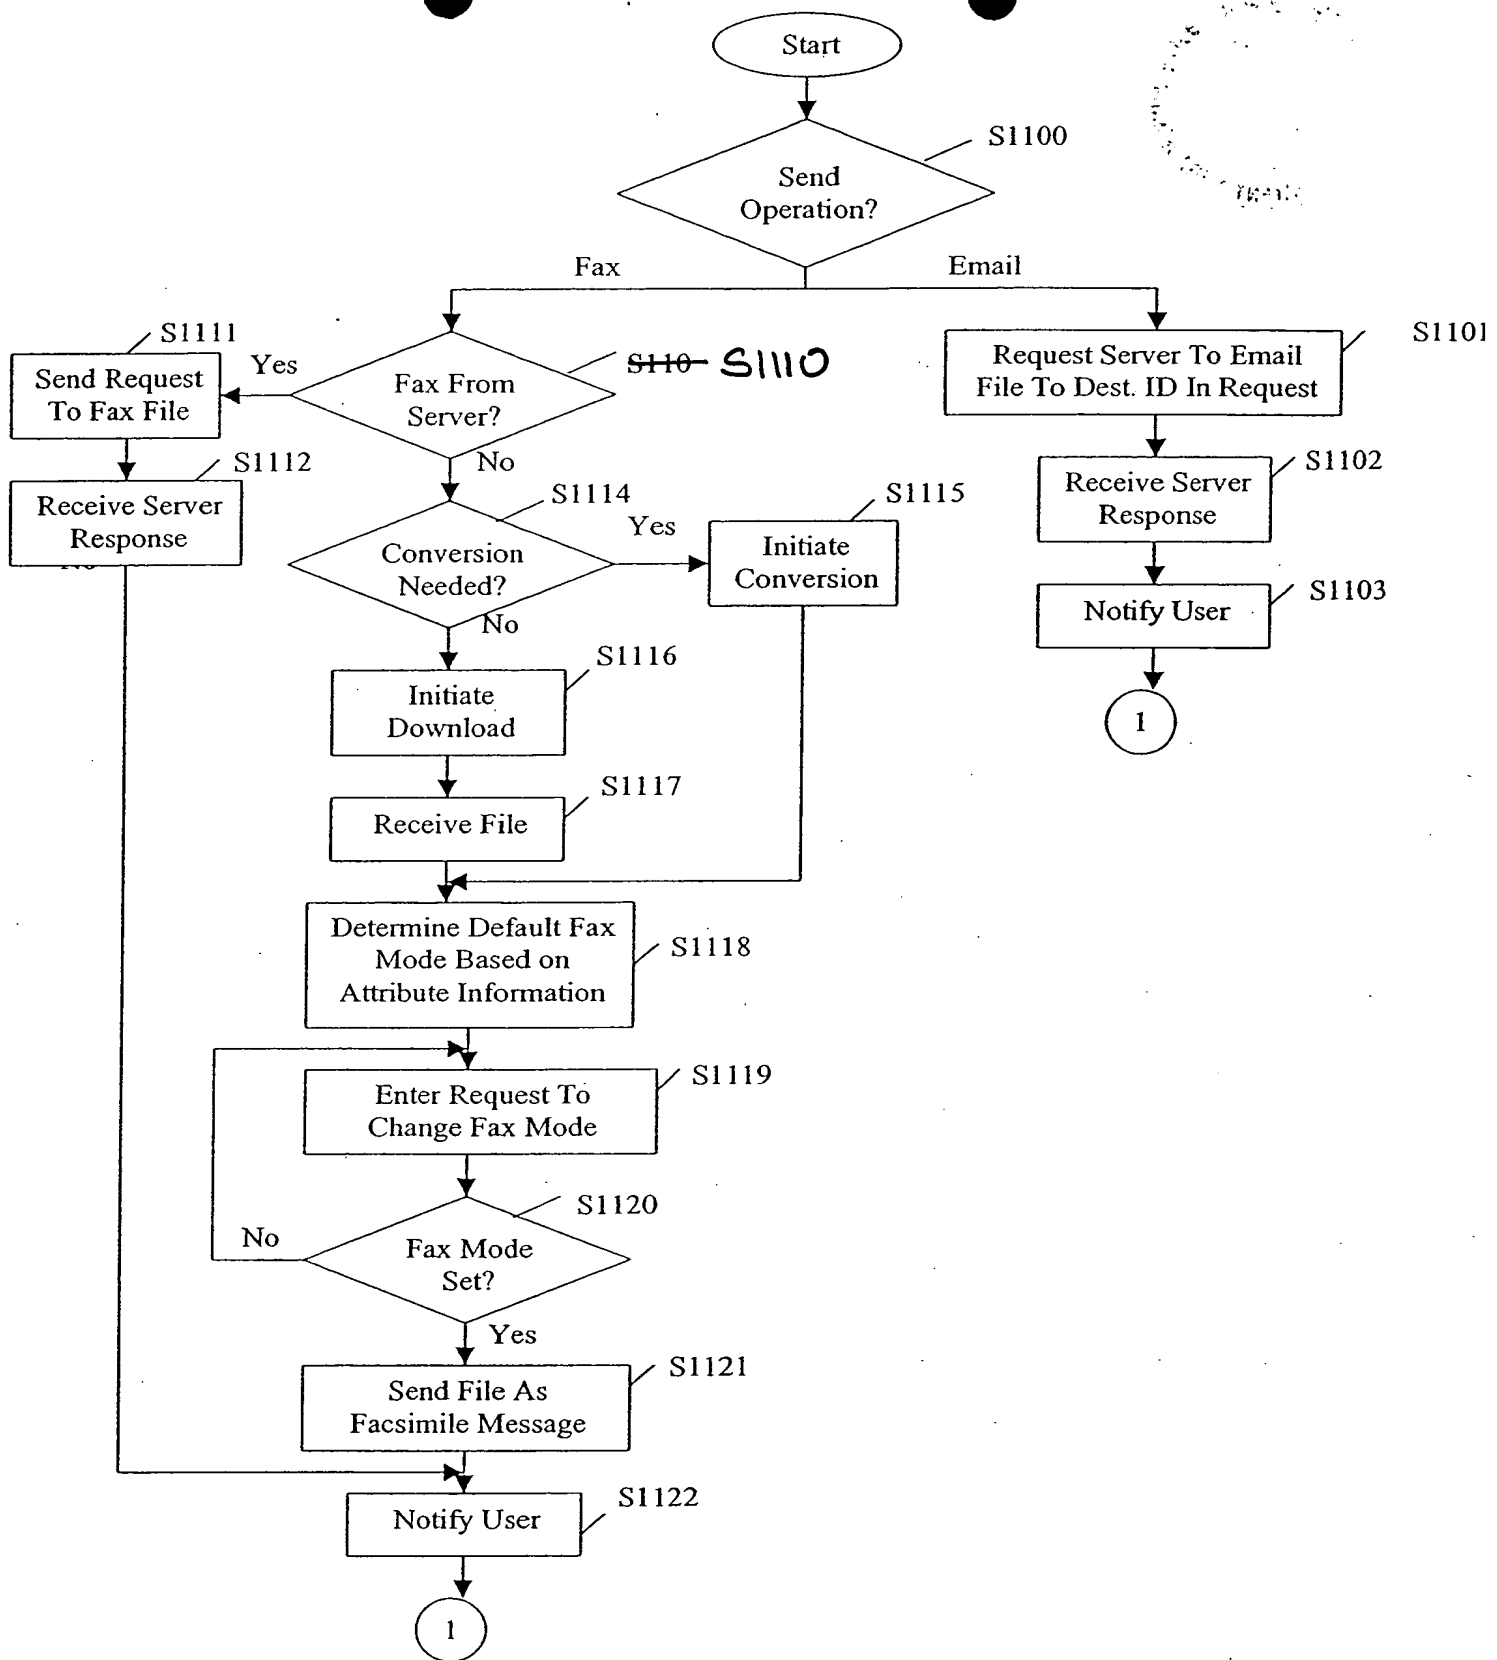 Start
S1100
Send
Operation?
Fax
Email
S1111
Yes
Send Request
To Fax File
Fax From
Server?
S110 S1110
S1101
Request Server To Email
File To Dest. ID In Request
S1112
Receive Server
Response
No
S1102
Receive Server
Response
S1114
Conversion
Needed?
Yes
S1115
Initiate
Conversion
S1103
Notify User
1
No
S1116
Initiate
Download
S1117
Receive File
Determine Default Fax
Mode Based on
Attribute Information
S1118
S1119
Enter Request To
Change Fax Mode
S1120
No
Fax Mode
Set?
Yes
S1121
Send File As
Facsimile Message
S1122
Notify User
1